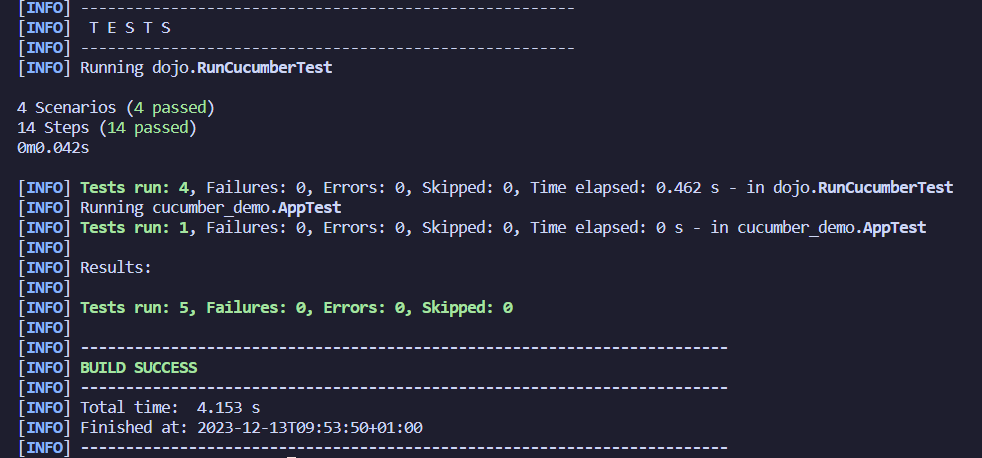 [INFO] -------------------------------------------------------
[INFO]  T E S T S
[INFO] -------------------------------------------------------
[INFO] Running dojo.RunCucumberTest
4 Scenarios (4 passed)
14 Steps (14 passed)
0m0.042s
[INFO] Tests run: 4, Failures: 0, Errors: 0, Skipped: 0, Time elapsed: 0.462 s - in dojo.RunCucumberTest
[INFO] Running cucumber_demo.AppTest
[INFO] Tests run: 1, Failures: 0, Errors: 0, Skipped: 0, Time elapsed: 0 s - in cucumber_demo.AppTest
[INFO]
[INFO] Results:
[INFO]
[INFO] Tests run: 5, Failures: 0, Errors: 0, Skipped: 0
[INFO]
[INFO] ------------------------------------------------------------------------
[INFO] BUILD SUCCESS
[INFO] ------------------------------------------------------------------------
[INFO] Total time:  4.153 s
[INFO] Finished at: 2023-12-13T09:53:50+01:00
[INFO] ------------------------------------------------------------------------